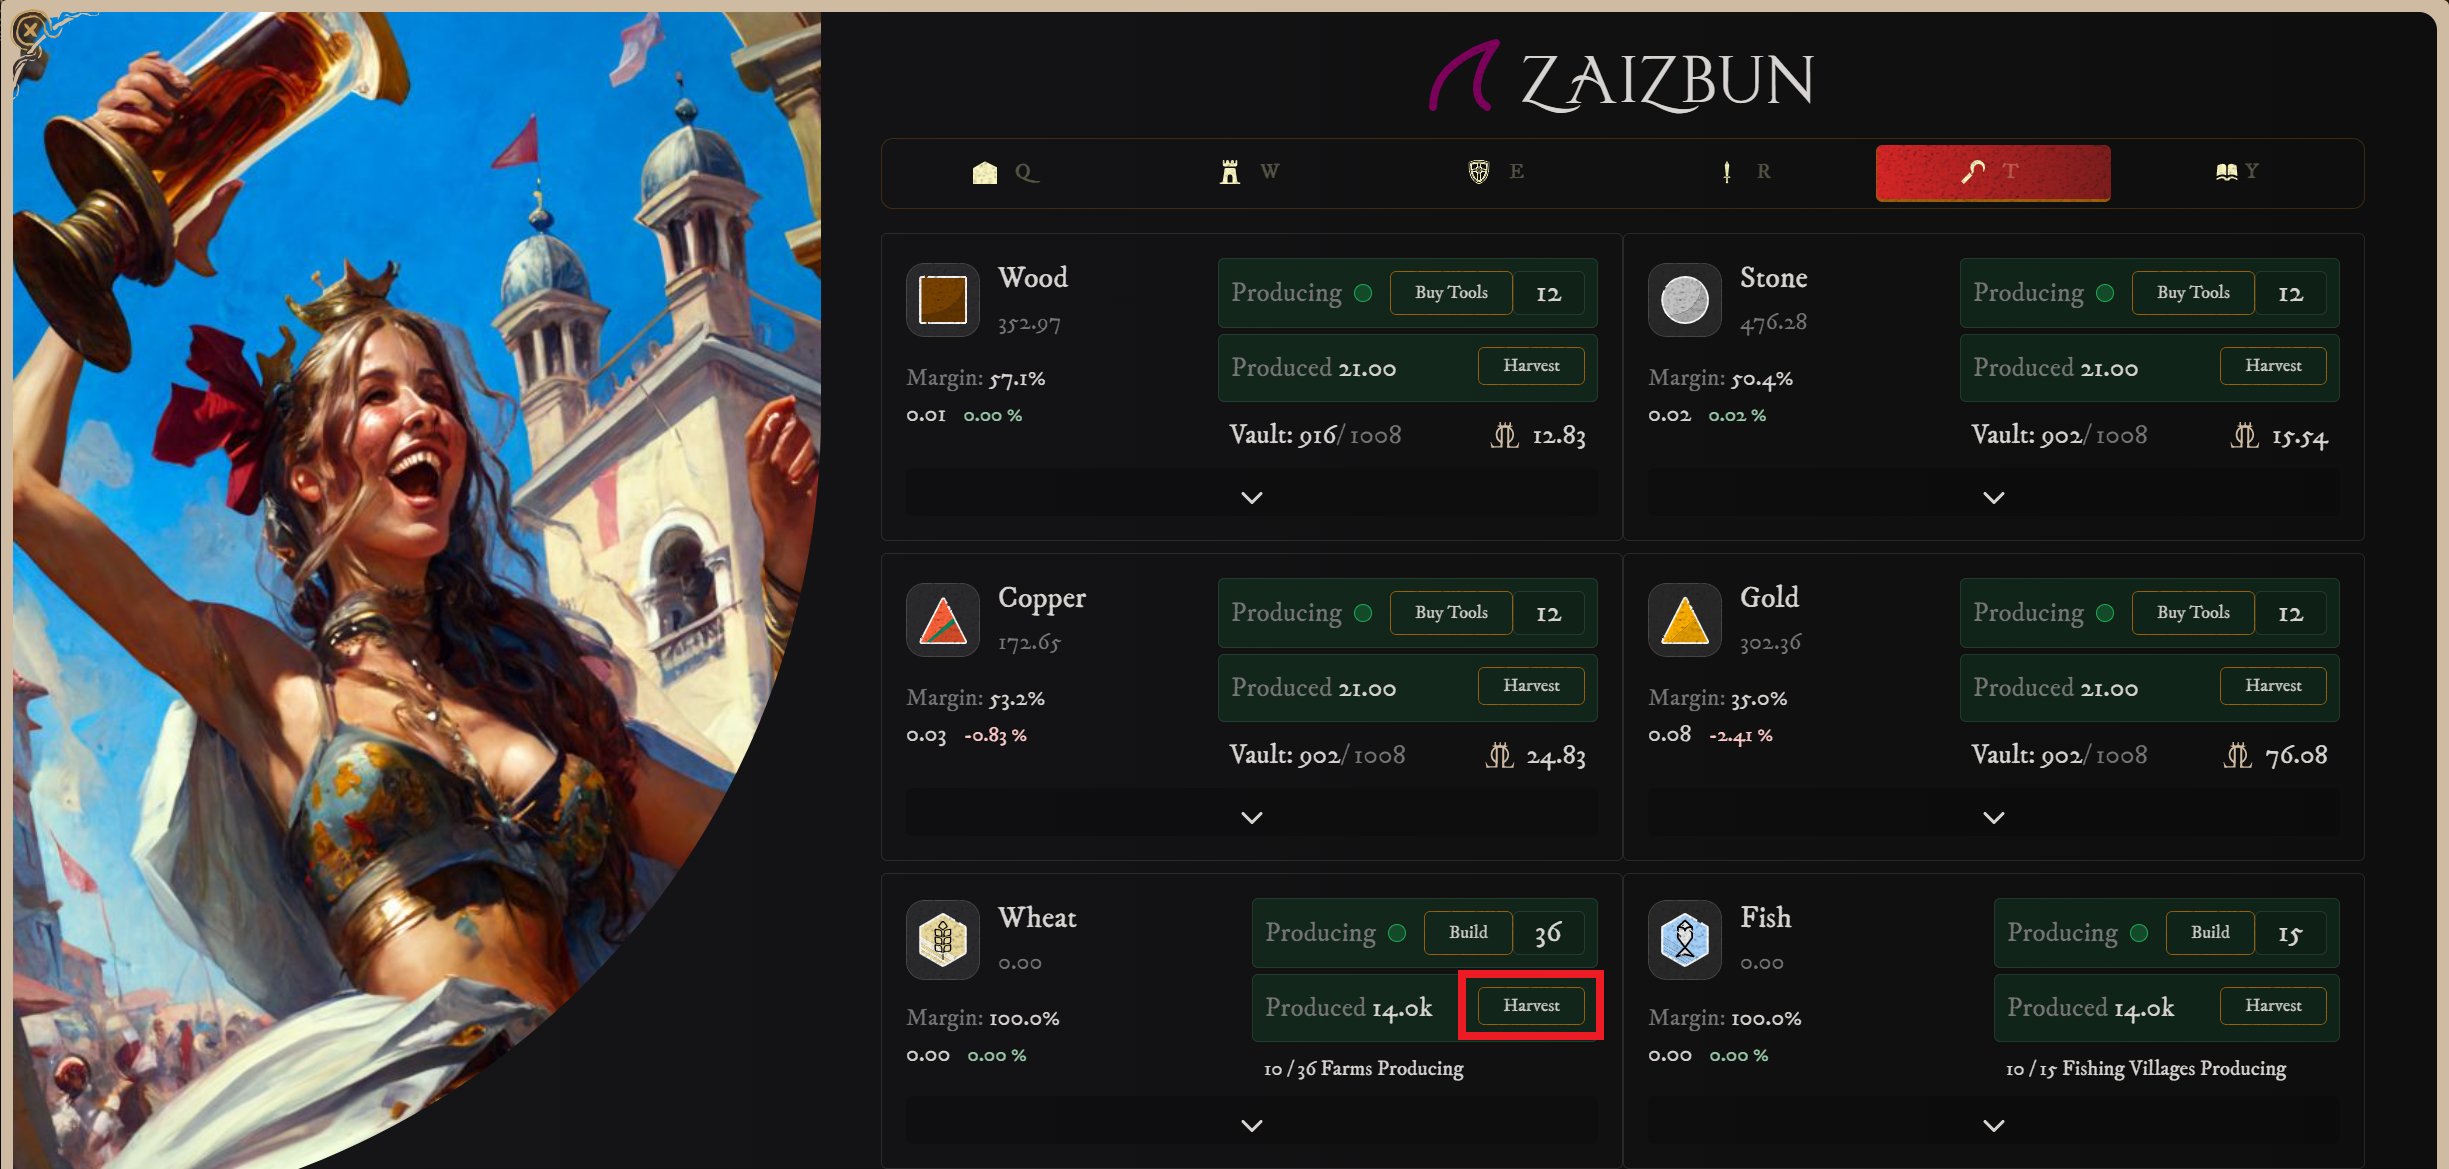 ZAIZBUN
Q W E R T Y
Wood
352.97
Margin: 57.1%
0.01 0.00 %
Producing Buy Tools 12
Produced 21.00 Harvest
Vault: 916/1008 12.83
Stone
476.28
Margin: 50.4%
0.02 0.02 %
Producing Buy Tools 12
Produced 21.00 Harvest
Vault: 902/1008 15.54
Copper
172.65
Margin: 53.2%
0.03 -0.83 %
Producing Buy Tools 12
Produced 21.00 Harvest
Vault: 902/1008 24.83
Gold
302.36
Margin: 35.0%
0.08 -2.41 %
Producing Buy Tools 12
Produced 21.00 Harvest
Vault: 902/1008 76.08
Wheat
0.00
Margin: 100.0%
0.00 0.00 %
Producing Build 36
Produced 14.0k Harvest
10 / 36 Farms Producing
Fish
0.00
Margin: 100.0%
0.00 0.00 %
Producing Build 15
Produced 14.0k Harvest
10 / 15 Fishing Villages Producing